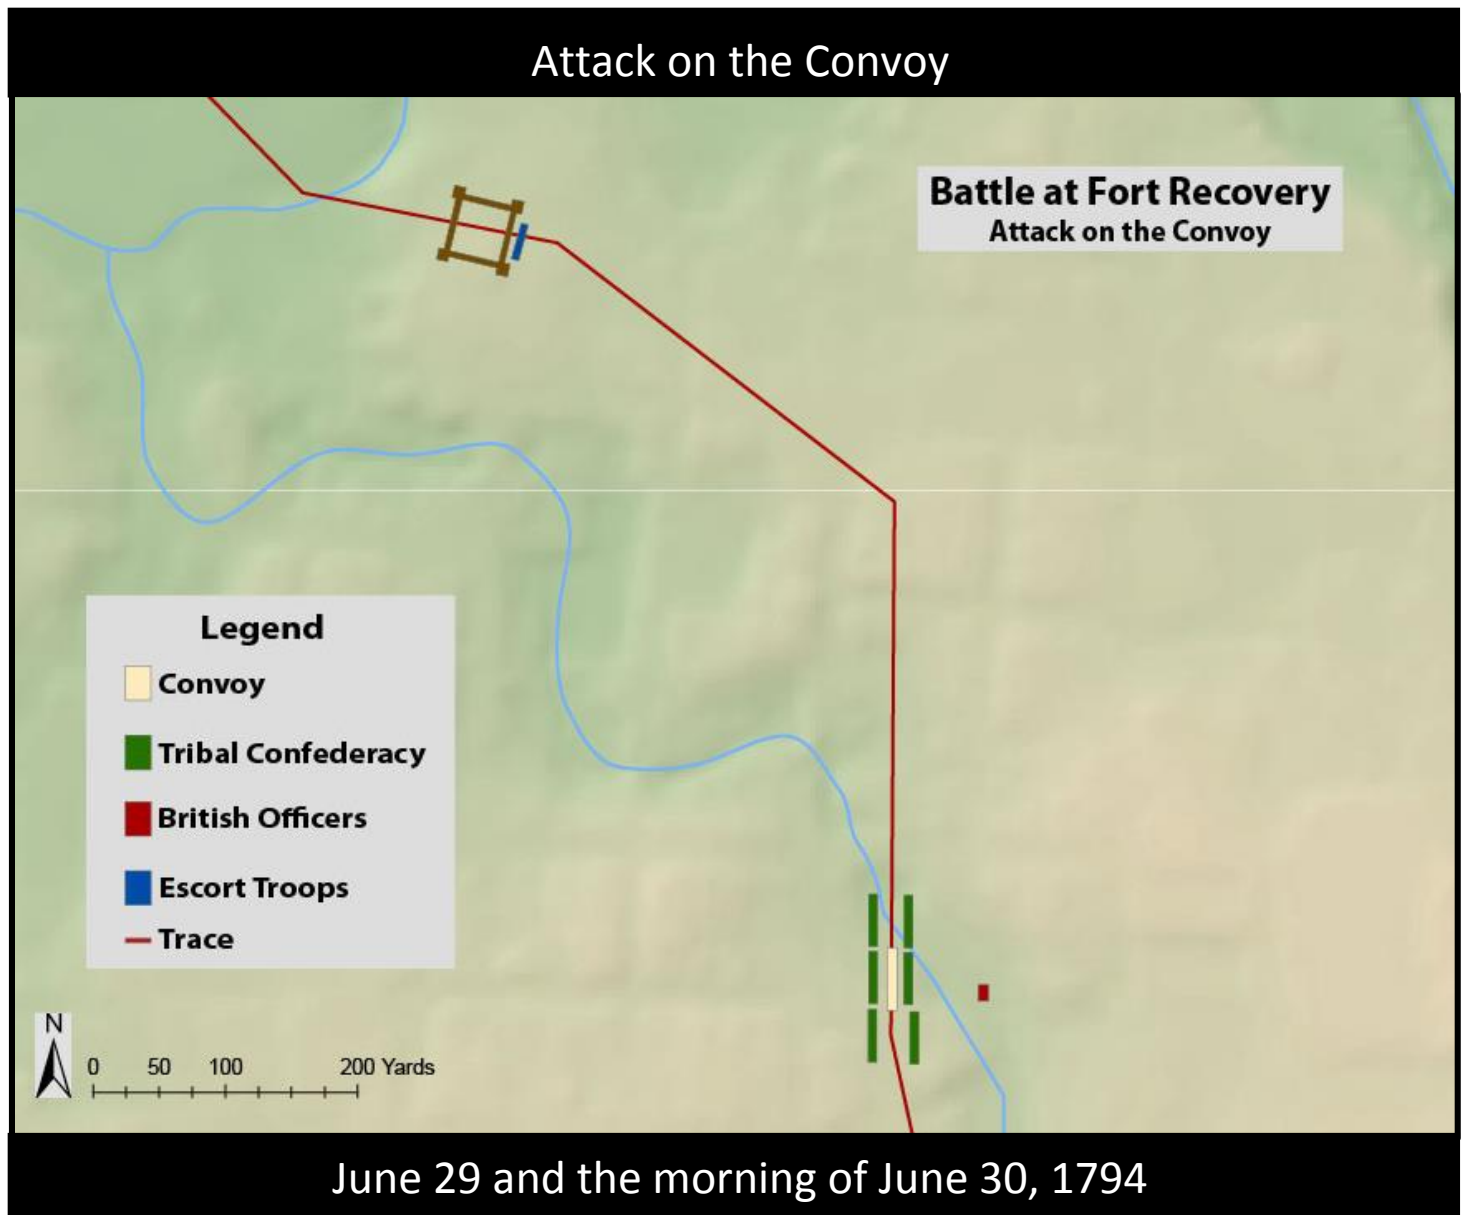 Attack on the Convoy
Battle at Fort Recovery
Attack on the Convoy
Legend
Convoy
Tribal Confederacy
British Officers
Escort Troops
Trace
N
0 50 100 200 Yards
June 29 and the morning of June 30, 1794